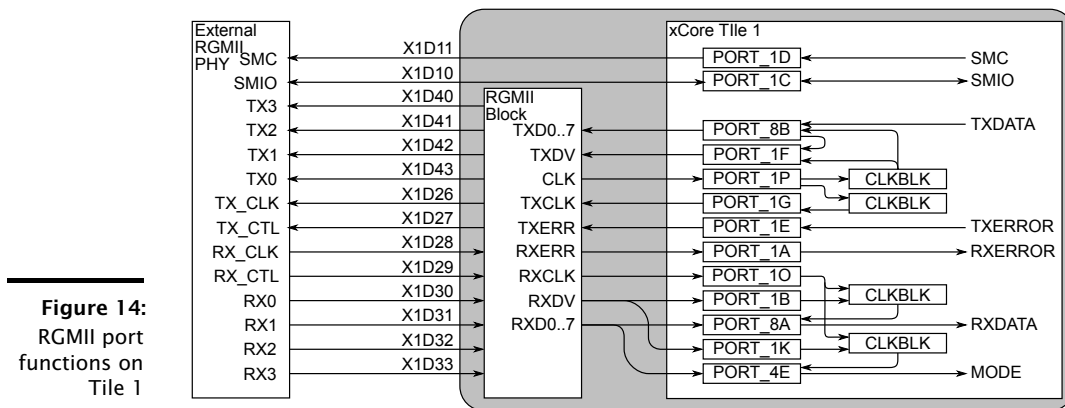 External
RGMII
PHY
SMC
SMIO
TX3
TX2
TX1
TX0
TX_CLK
TX_CTL
RX_CLK
RX_CTL
RX0
RX1
RX2
RX3
X1D11
X1D10
X1D40
X1D41
X1D42
X1D43
X1D26
X1D27
X1D28
X1D29
X1D30
X1D31
X1D32
X1D33
RGMII
Block
TXD0..7
TXDV
CLK
TXCLK
TXERR
RXERR
RXCLK
RXDV
RXD0..7
xCore TIle 1
PORT_1D
PORT_1C
PORT_8B
PORT_1F
PORT_1P
PORT_1G
PORT_1E
PORT_1A
PORT_1O
PORT_1B
PORT_8A
PORT_1K
PORT_4E
CLKBLK
CLKBLK
CLKBLK
CLKBLK
SMC
SMIO
TXDATA
TXERROR
RXERROR
RXDATA
MODE
Figure 14:
RGMII port
functions on
Tile 1